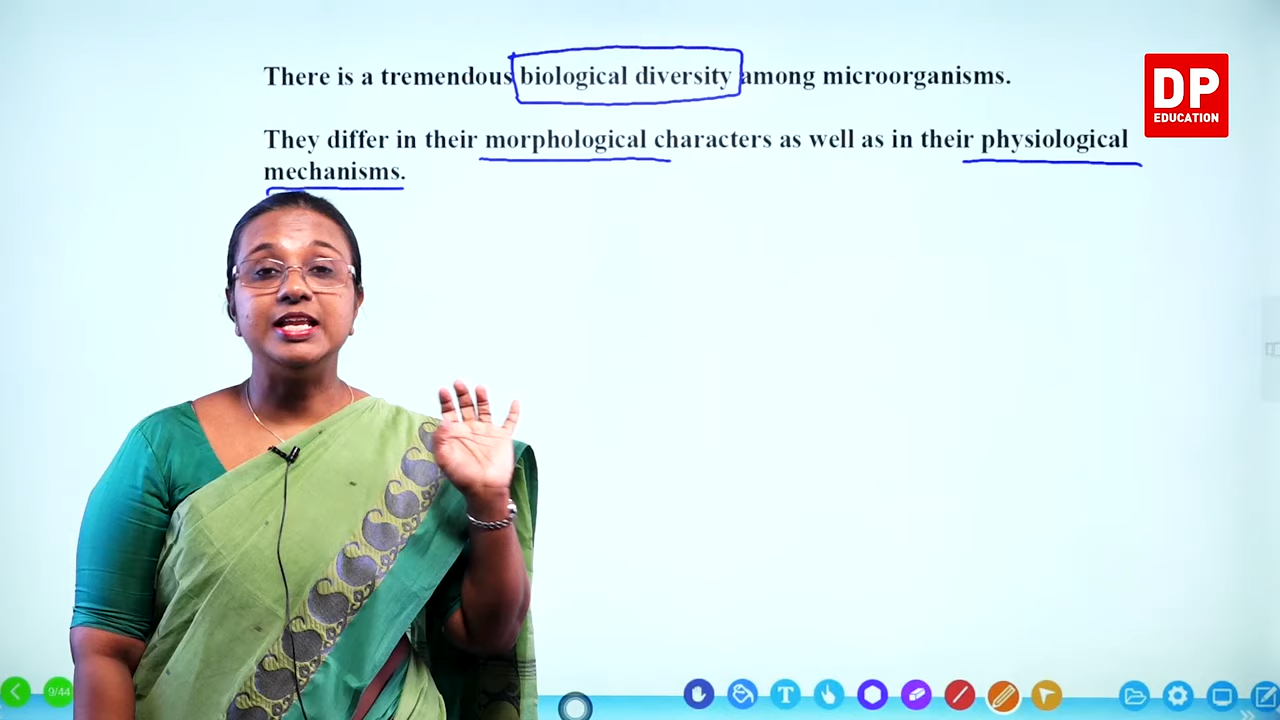 There is a tremendous biological diversity among microorganisms.
They differ in their morphological characters as well as in their physiological
mechanisms.
DP
EDUCATION
9/44
T